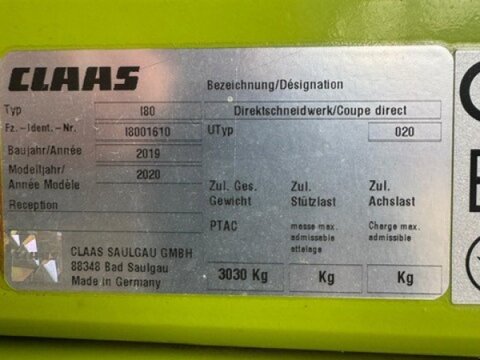 CLAAS
Bezeichnung/Désignation
Typ I80 Direktschneidwerk/Coupe direct
Fz.-Ident.-Nr. I8001610 UTyp 020
Baujahr/Année 2019
Modelljahr/
Année Modèle 2020
Reception
Zul. Ges.
Gewicht
PTAC
Zul.
Stützlast
masse max.
admissible
attelage
Zul.
Achslast
Charge max.
admissible
CLAAS SAULGAU GMBH
88348 Bad Saulgau
Made in Germany
3030 Kg Kg Kg